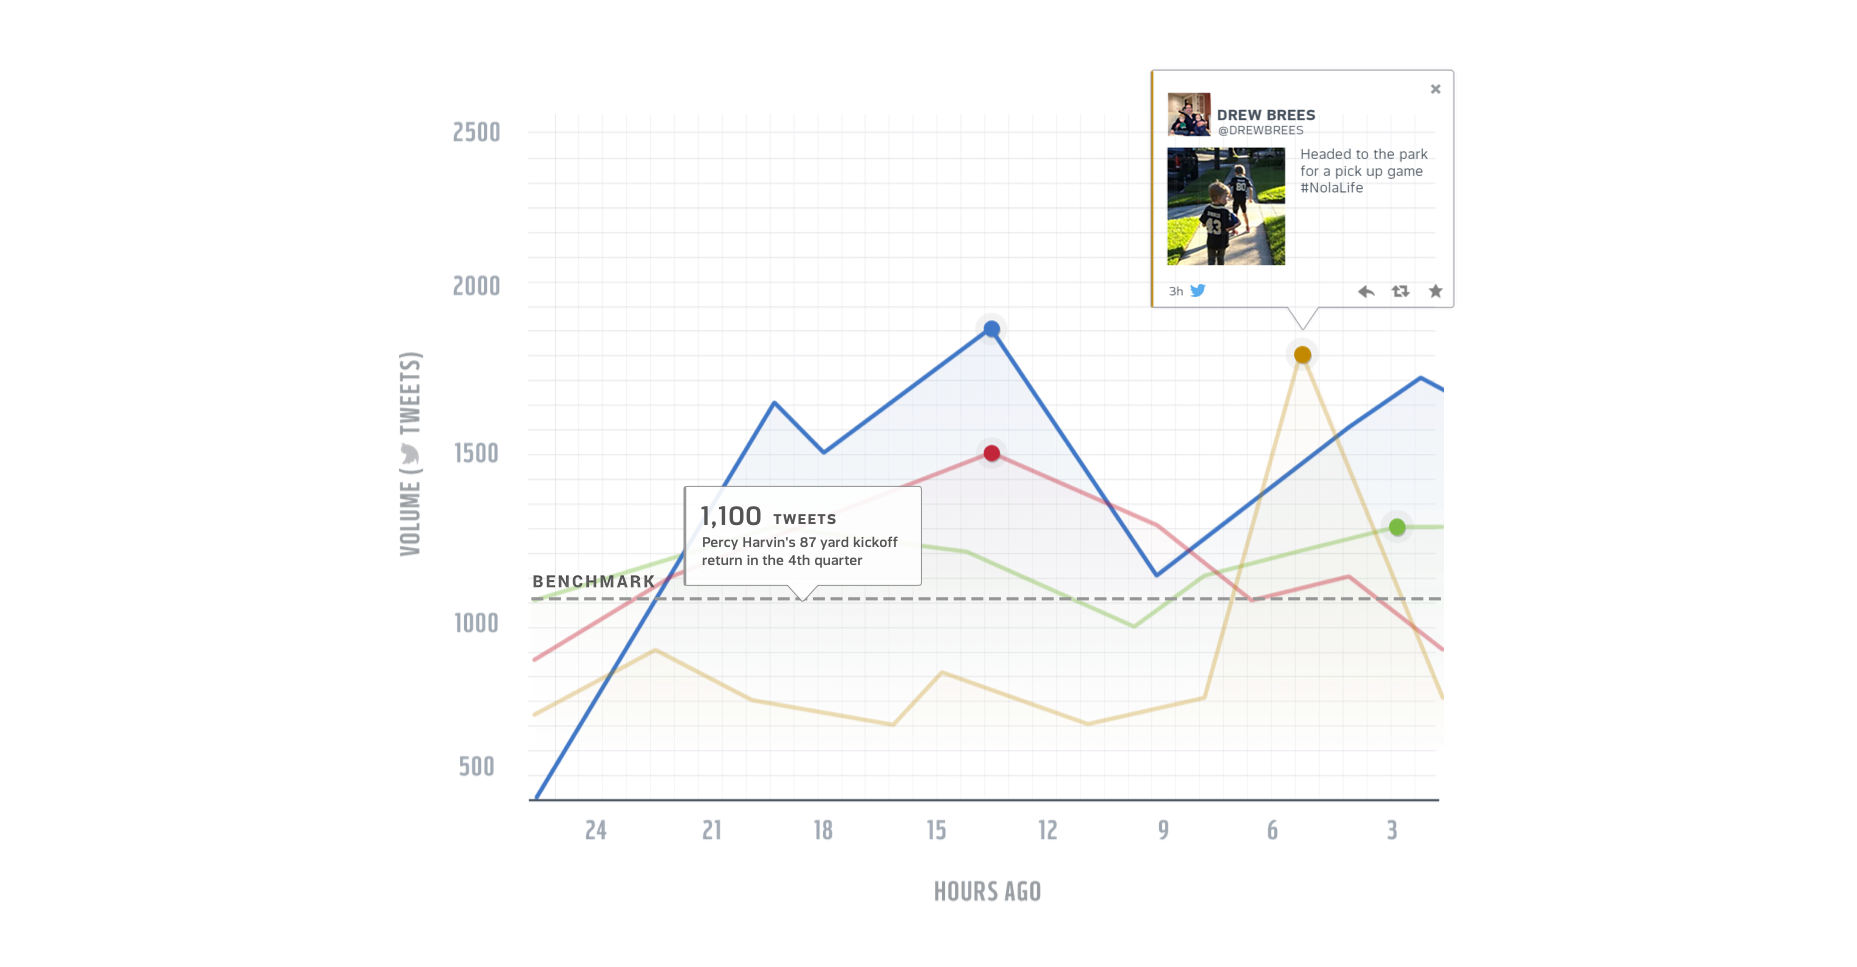 DREW BREES
@DREWBREES
Headed to the park
for a pick up game
#NolaLife
80
43
3h
2500
2000
1500
1000
500
VOLUME ( TWEETS)
1,100 TWEETS
Percy Harvin's 87 yard kickoff
return in the 4th quarter
BENCHMARK
24 21 18 15 12 9 6 3
HOURS AGO